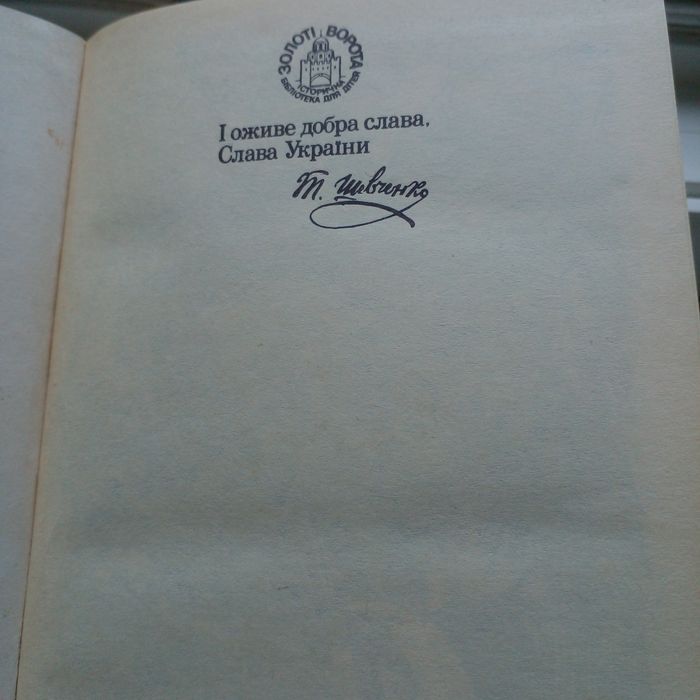 ЗОЛОТІ ВОРОТА
ІСТОРИЧНА
БІБЛІОТЕКА ДЛЯ ДІТЕЙ
І оживе добра слава,
Слава України
Т. Шевченко